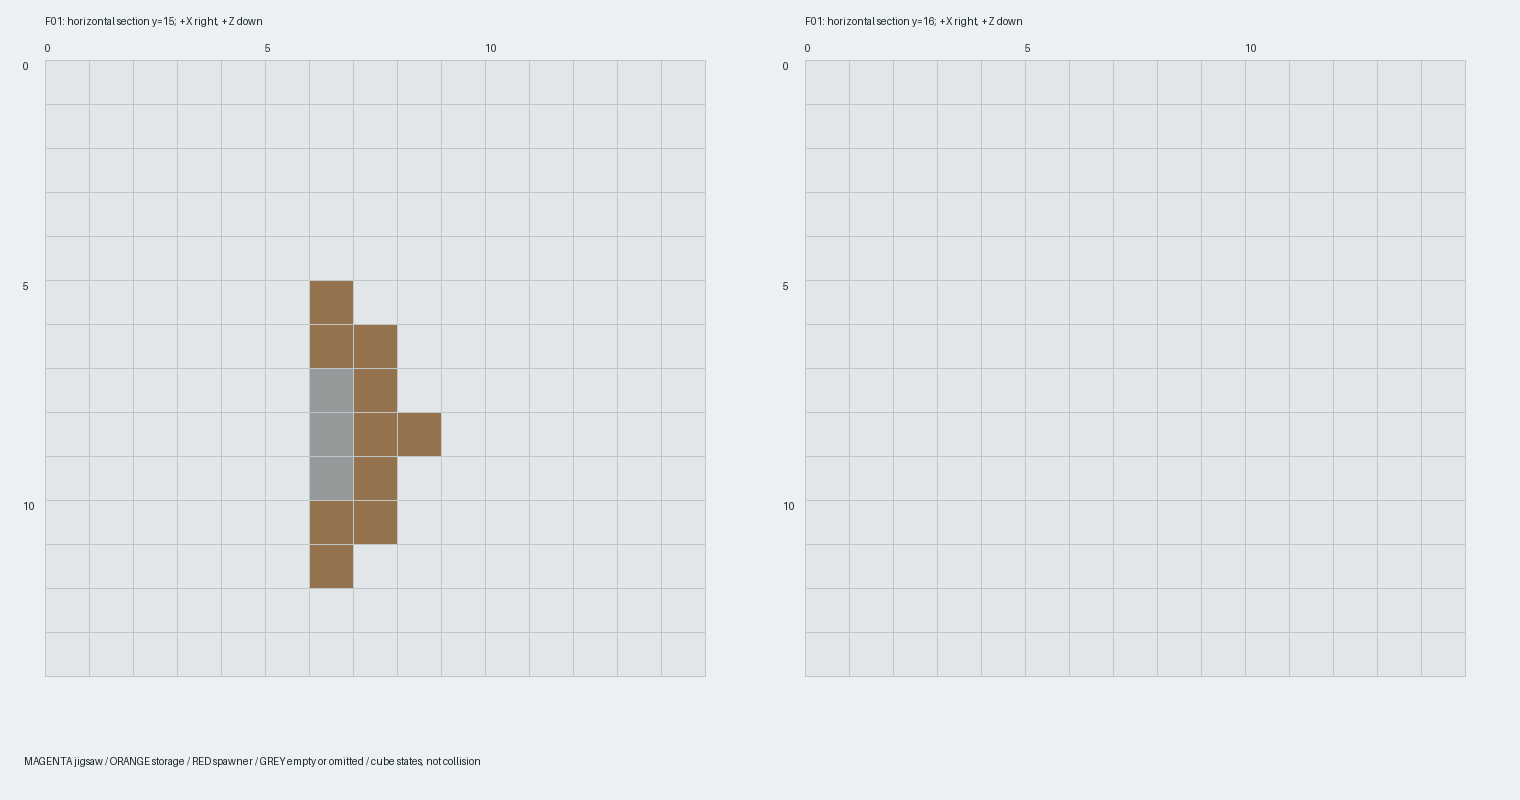 F01: horizontal section y=15; +X right, +Z down
0 5 10
0
5
10
F01: horizontal section y=16; +X right, +Z down
0 5 10
0
5
10
MAGENTA jigsaw / ORANGE storage / RED spawner / GREY empty or omitted / cube states, not collision